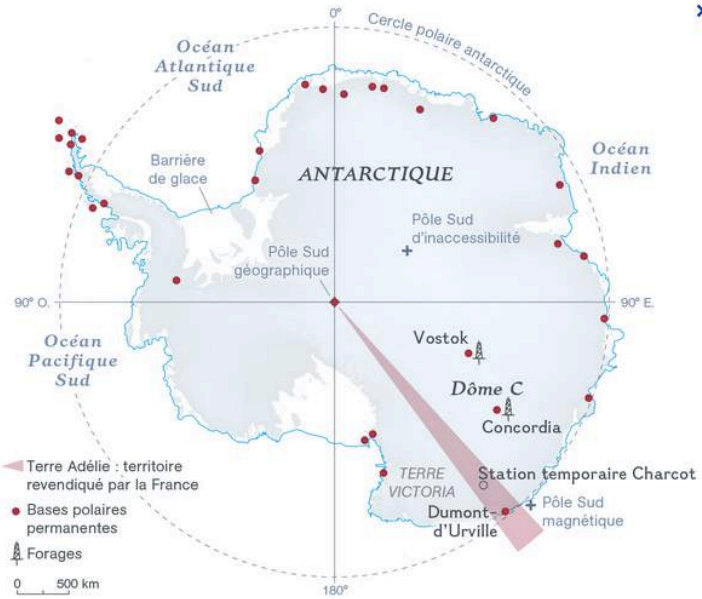 0°
Cercle polaire antarctique
Océan
Atlantique
Sud
Océan
Indien
Barrière
de glace
ANTARCTIQUE
Pôle Sud
d'inaccessibilité
Pôle Sud
géographique
90° O.
90° E.
Océan
Pacifique
Sud
Vostok
Dôme C
Concordia
Station temporaire Charcot
TERRE
VICTORIA
Pôle Sud
magnétique
Dumont-
d'Urville
Terre Adélie : territoire
revendiqué par la France
Bases polaires
permanentes
Forages
0 500 km
180°